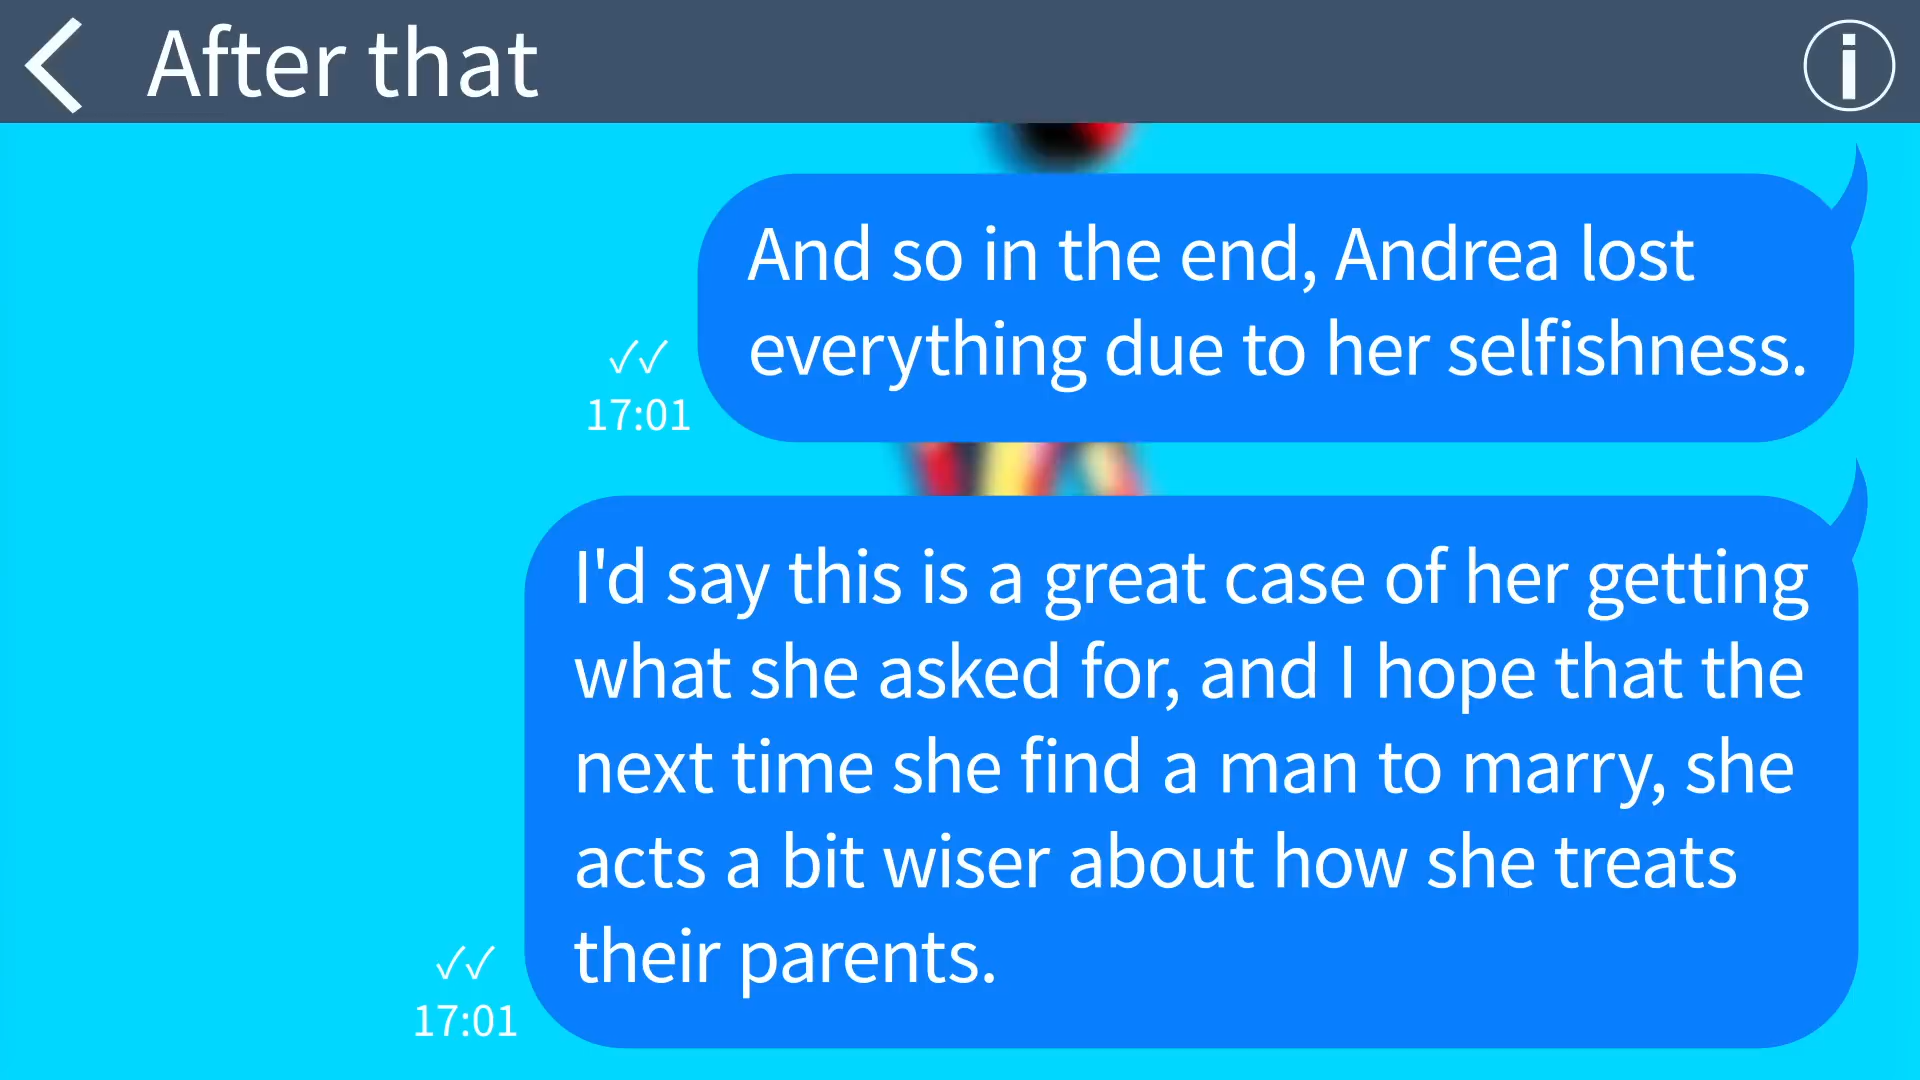 After that
And so in the end, Andrea lost
everything due to her selfishness.
✓✓
17:01
I'd say this is a great case of her getting
what she asked for, and I hope that the
next time she find a man to marry, she
acts a bit wiser about how she treats
their parents.
✓✓
17:01